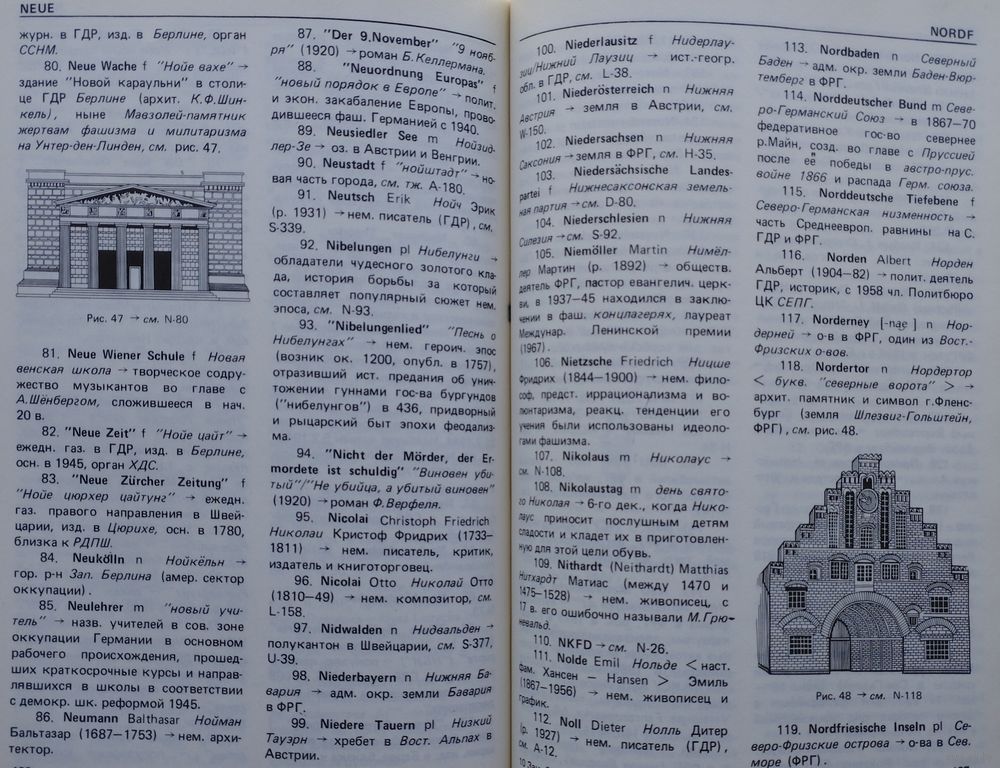 NEUE
журн. в ГДР, изд. в Берлине, орган
ССНМ.
80. Neue Wache f "Нойе вахе" →
здание "Новой караульни" в столи-
це ГДР Берлине (архит. К.Ф.Шин-
кель), ныне Мавзолей-памятник
жертвам фашизма и милитаризма
на Унтер-ден-Линден, см. рис. 47.
Рис. 47 → см. N-80
81. Neue Wiener Schule f Новая
венская школа → творческое содру-
жество музыкантов во главе с
А.Шёнбергом, сложившееся в нач.
20 в.
82. "Neue Zeit" f "Нойе цайт" →
ежедн. газ. в ГДР, изд. в Берлине,
осн. в 1945, орган ХДС.
83. "Neue Zürcher Zeitung" f
"Нойе цюрхер цайтунг" → ежедн.
газ. правого направления в Швей-
царии, изд. в Цюрихе, осн. в 1780,
близка к РДПШ.
84. Neukölln n Нойкёльн →
гор. р-н Зап. Берлина (амер. сектор
оккупации).
85. Neulehrer m "новый учи-
тель" → назв. учителей в сов. зоне
оккупации Германии в основном
рабочего происхождения, прошед-
ших краткосрочные курсы и направ-
лявшихся в школы в соответствии
с демокр. шк. реформой 1945.
86. Neumann Balthasar Нойман
Бальтазар (1687—1753) → нем. архи-
тектор.
87. "Der 9.November" "9 нояб-
ря" (1920) → роман Б.Келлермана.
88. "Neuordnung Europas" f
"новый порядок в Европе" → полит.
и экон. закабаление Европы, прово-
дившееся фаш. Германией с 1940.
89. Neusiedler See m Нойзид-
лер-Зе → оз. в Австрии и Венгрии.
90. Neustadt f "нойштадт" → но-
вая часть города, см. тж. A-180.
91. Neutsch Erik Нойч Эрик
(р. 1931) → нем. писатель (ГДР), см.
S-339.
92. Nibelungen pl Нибелунги →
обладатели чудесного золотого кла-
да, история борьбы за который
составляет популярный сюжет нем.
эпоса, см. N-93.
93. "Nibelungenlied" "Песнь о
Нибелунгах" → нем. героич. эпос
(возник ок. 1200, опубл. в 1757),
отразивший ист. предания об унич-
тожении гуннами гос-ва бургундов
("нибелунгов") в 436, придворный
и рыцарский быт эпохи феодализ-
ма.
94. "Nicht der Mörder, der Er-
mordete ist schuldig" "Виновен уби-
тый"/"Не убийца, а убитый виновен"
(1920) → роман Ф.Верфеля.
95. Nicolai Christoph Friedrich
Николаи Кристоф Фридрих (1733—
1811) → нем. писатель, критик,
издатель и книготорговец.
96. Nicolai Otto Николай Отто
(1810—49) → нем. композитор, см.
L-158.
97. Nidwalden n Нидвальден →
полукантон в Швейцарии, см. S-377,
U-39.
98. Niederbayern n Нижняя Ба-
вария → адм. окр. земли Бавария
в ФРГ.
99. Niedere Tauern pl Низкий
Тауэрн → хребет в Вост. Альпах в
Австрии.
NORDF
100. Niederlausitz f Нидерлау-
зиц/Нижний Лаузиц → ист.-геогр.
обл. в ГДР, см. L-38.
101. Niederösterreich n Нижняя
Австрия → земля в Австрии, см.
W-150.
102. Niedersachsen n Нижняя
Саксония → земля в ФРГ, см. H-35.
103. Niedersächsische Landes-
partei f Нижнесаксонская земель-
ная партия → см. D-80.
104. Niederschlesien n Нижняя
Силезия → см. S-92.
105. Niemöller Martin Нимёл-
лер Мартин (р. 1892) → обществ.
деятель ФРГ, пастор евангелич. церк-
ви, в 1937—45 находился в заклю-
чении в фаш. концлагерях, лауреат
Междунар. Ленинской премии
(1967).
106. Nietzsche Friedrich Ницше
Фридрих (1844—1900) → нем. фило-
соф, предст. иррационализма и во-
люнтаризма, реакц. тенденции его
учения были использованы идеоло-
гами фашизма.
107. Nikolaus m Николаус →
см. N-108.
108. Nikolaustag m день свято-
го Николая → 6-го дек., когда Нико-
лаус приносит послушным детям
сладости и кладет их в приготовлен-
ную для этой цели обувь.
109. Nithardt (Neithardt) Matthias
Нитхардт Матиас (между 1470 и
1475—1528) → нем. живописец, с
17 в. его ошибочно называли М.Грю-
невальд.
110. NKFD → см. N-26.
111. Nolde Emil Нольде < наст.
фам. Хансен — Hansen > Эмиль
(1867—1956) → нем. живописец и
график.
112. Noll Dieter Нолль Дитер
(р. 1927) → нем. писатель (ГДР),
см. A-12.
113. Nordbaden n Северный
Баден → адм. окр. земли Баден-Вюр-
темберг в ФРГ.
114. Norddeutscher Bund m Севе-
ро-Германский Союз → в 1867—70
федеративное гос-во севернее
р.Майн, созд. во главе с Пруссией
после её победы в австро-прус.
войне 1866 и распада Герм. союза.
115. Norddeutsche Tiefebene f
Северо-Германская низменность →
часть Среднеевроп. равнины на С.
ГДР и ФРГ.
116. Norden Albert Норден
Альберт (1904—82) → полит. деятель
ГДР, историк, с 1958 чл. Политбюро
ЦК СЕПГ.
117. Norderney [-naɛ̯] n Нор-
дерней → о-в в ФРГ, один из Вост.-
Фризских о-вов.
118. Nordertor n Нордертор
< букв. "северные ворота" > →
архит. памятник и символ г.Фленс-
бург (земля Шлезвиг-Гольштейн,
ФРГ), см. рис. 48.
Рис. 48 → см. N-118
119. Nordfriesische Inseln pl Се-
веро-Фризские острова → о-ва в Сев.
море (ФРГ).